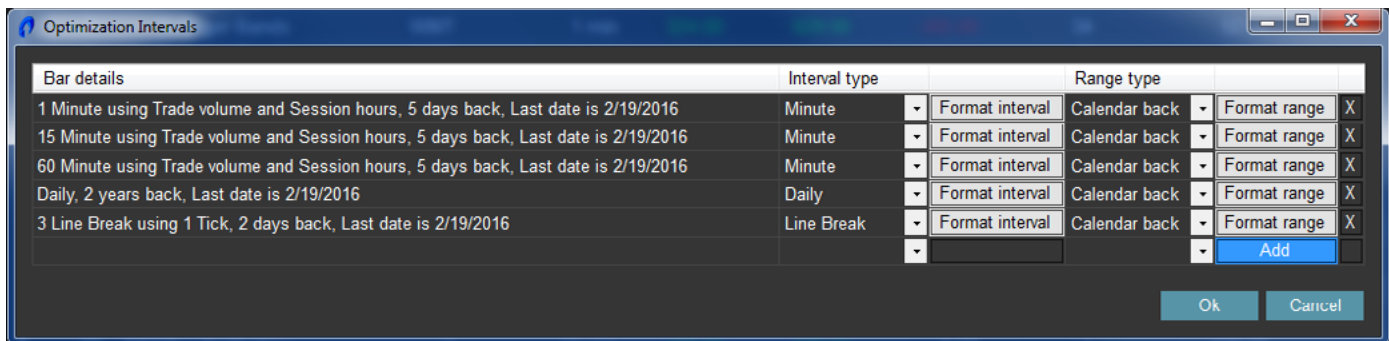 Optimization Intervals
Bar details Interval type Range type
1 Minute using Trade volume and Session hours, 5 days back, Last date is 2/19/2016 Minute Format interval Calendar back Format range X
15 Minute using Trade volume and Session hours, 5 days back, Last date is 2/19/2016 Minute Format interval Calendar back Format range X
60 Minute using Trade volume and Session hours, 5 days back, Last date is 2/19/2016 Minute Format interval Calendar back Format range X
Daily, 2 years back, Last date is 2/19/2016 Daily Format interval Calendar back Format range X
3 Line Break using 1 Tick, 2 days back, Last date is 2/19/2016 Line Break Format interval Calendar back Format range X
Add
Ok Cancel